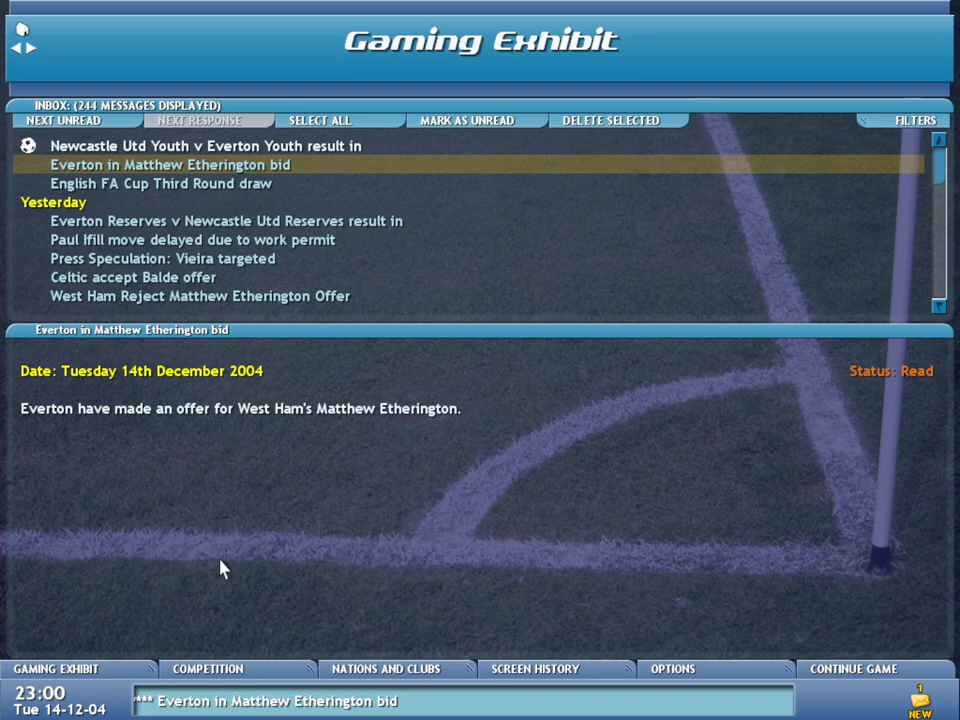 Gaming Exhibit
INBOX: (244 MESSAGES DISPLAYED)
NEXT UNREAD NEXT RESPONSE SELECT ALL MARK AS UNREAD DELETE SELECTED FILTERS
Newcastle Utd Youth v Everton Youth result in
Everton in Matthew Etherington bid
English FA Cup Third Round draw
Yesterday
Everton Reserves v Newcastle Utd Reserves result in
Paul Ifill move delayed due to work permit
Press Speculation: Vieira targeted
Celtic accept Balde offer
West Ham Reject Matthew Etherington Offer
Everton in Matthew Etherington bid
Date: Tuesday 14th December 2004 Status: Read
Everton have made an offer for West Ham's Matthew Etherington.
GAMING EXHIBIT COMPETITION NATIONS AND CLUBS SCREEN HISTORY OPTIONS CONTINUE GAME
23:00
Tue 14-12-04
*** Everton in Matthew Etherington bid
1
NEW